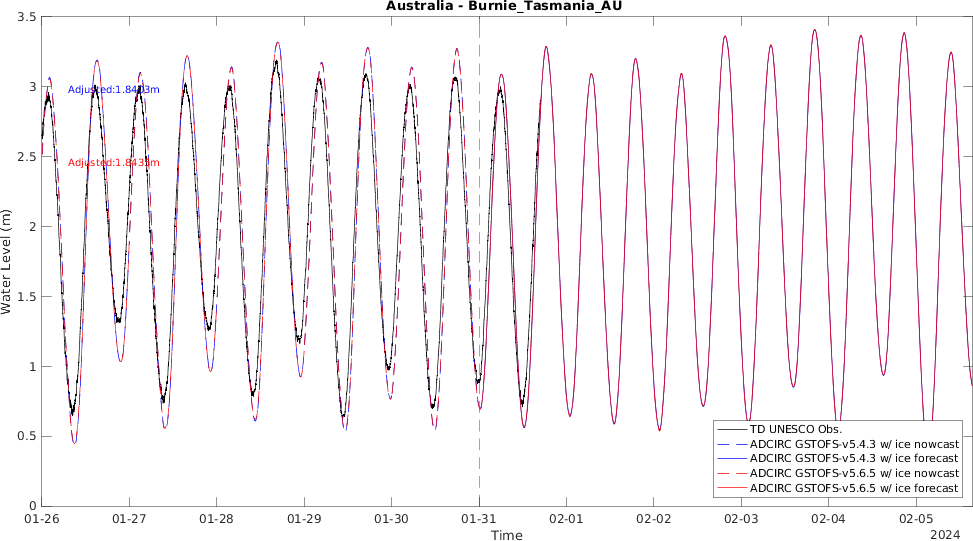 Australia - Burnie_Tasmania_AU
3.5
3
2.5
2
1.5
1
0.5
0
Water Level (m)
Adjusted:1.8403m
Adjusted:1.8435m
TD UNESCO Obs.
ADCIRC GSTOFS-v5.4.3 w/ ice nowcast
ADCIRC GSTOFS-v5.4.3 w/ ice forecast
ADCIRC GSTOFS-v5.6.5 w/ ice nowcast
ADCIRC GSTOFS-v5.6.5 w/ ice forecast
01-26 01-27 01-28 01-29 01-30 01-31 02-01 02-02 02-03 02-04 02-05
Time
2024